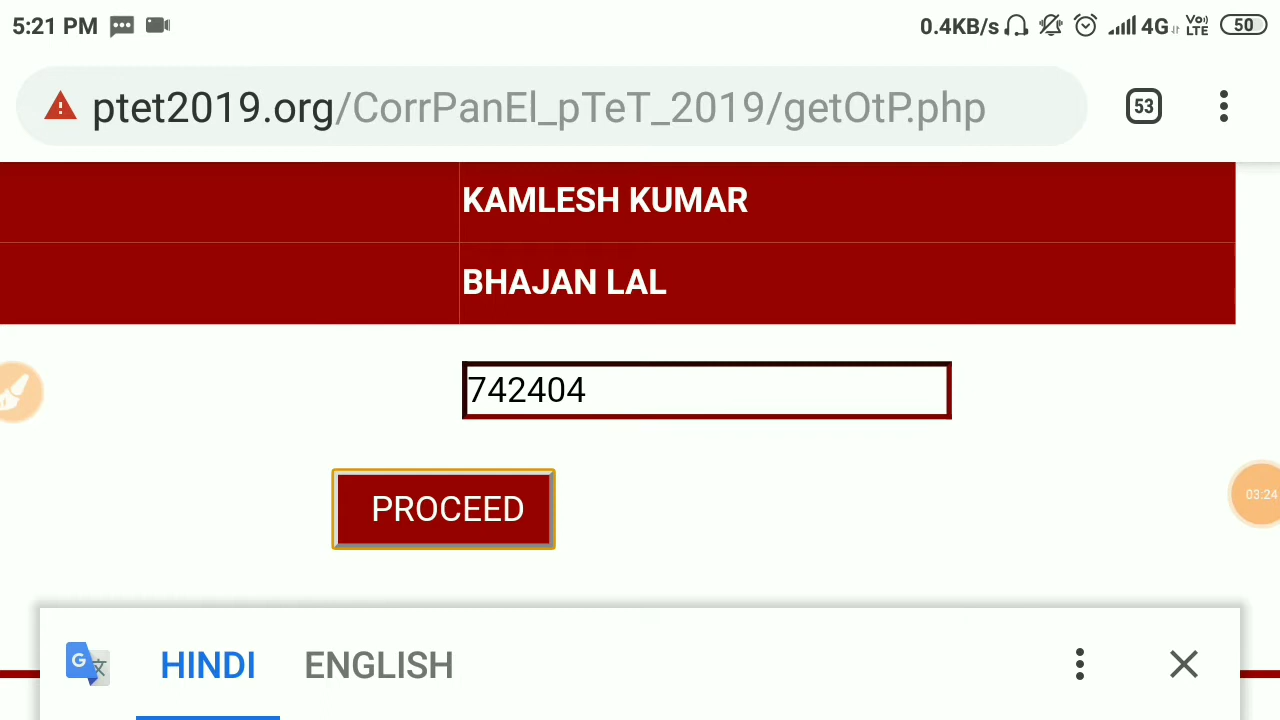 5:21 PM 0.4KB/s 4G Vo)) LTE 50
ptet2019.org/CorrPanEl_pTeT_2019/getOtP.php 53
KAMLESH KUMAR
BHAJAN LAL
742404
PROCEED
03:24
G 文 HINDI ENGLISH